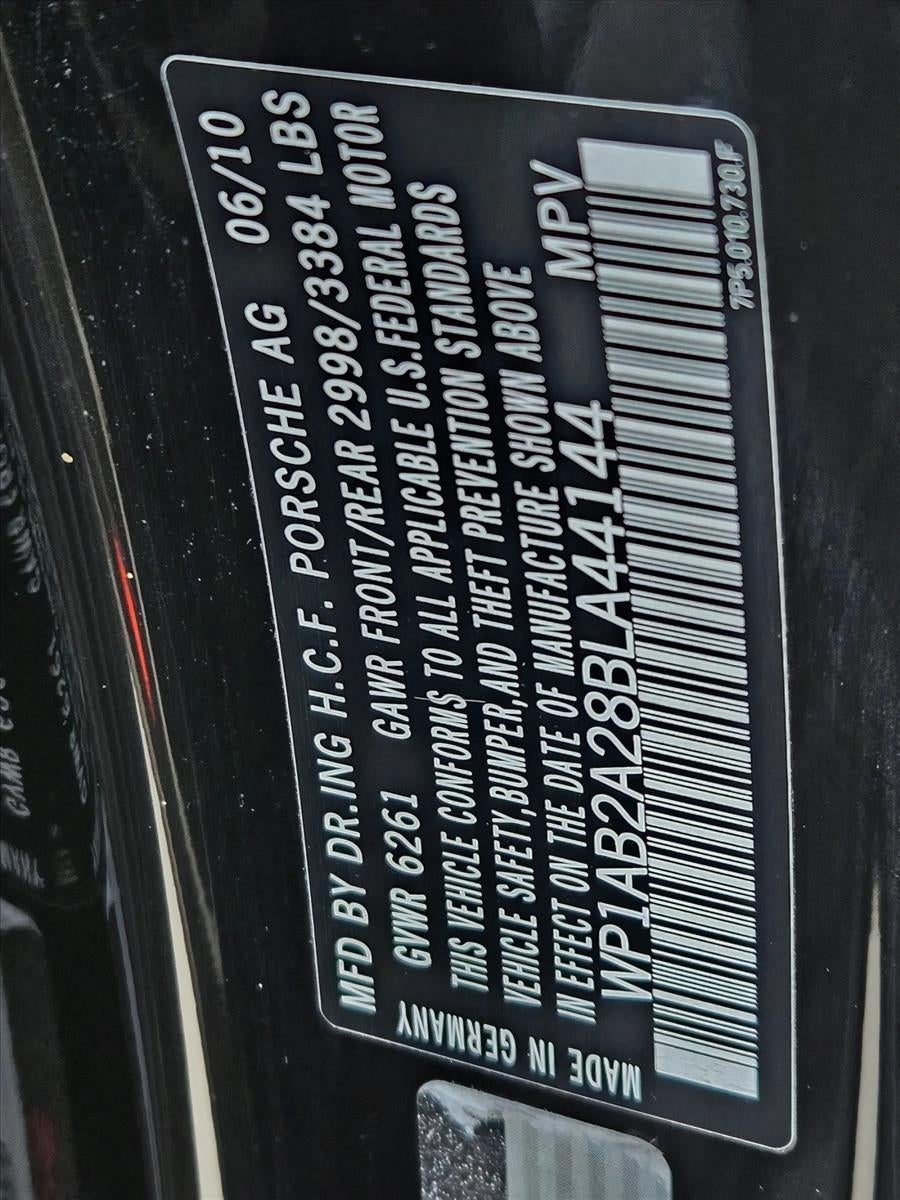 MFD BY DR.ING H.C.F. PORSCHE AG 06/10
GVWR 6261 GAWR FRONT/REAR 2998/3384 LBS
THIS VEHICLE CONFORMS TO ALL APPLICABLE U.S.FEDERAL MOTOR
VEHICLE SAFETY,BUMPER,AND THEFT PREVENTION STANDARDS
IN EFFECT ON THE DATE OF MANUFACTURE SHOWN ABOVE
WP1AB2A28BLA44144 MPV
MADE IN GERMANY
7P5.010.730.F